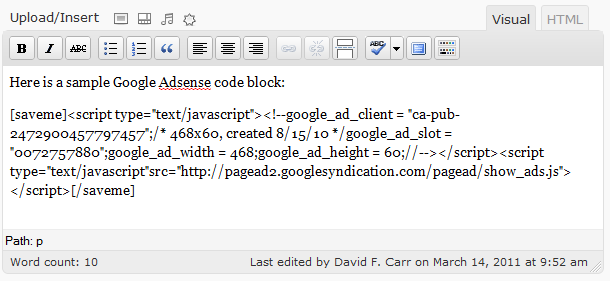 Upload/Insert
Visual
HTML
B I ABC ABC
Here is a sample Google Adsense code block:
[saveme]<script type="text/javascript"><!--google_ad_client = "ca-pub-
2472900457797457";/* 468x60, created 8/15/10 */google_ad_slot =
"0072757880";google_ad_width = 468;google_ad_height = 60;//--></script><script
type="text/javascript"src="http://pagead2.googlesyndication.com/pagead/show_ads.js">
</script>[/saveme]
Path: p
Word count: 10 Last edited by David F. Carr on March 14, 2011 at 9:52 am